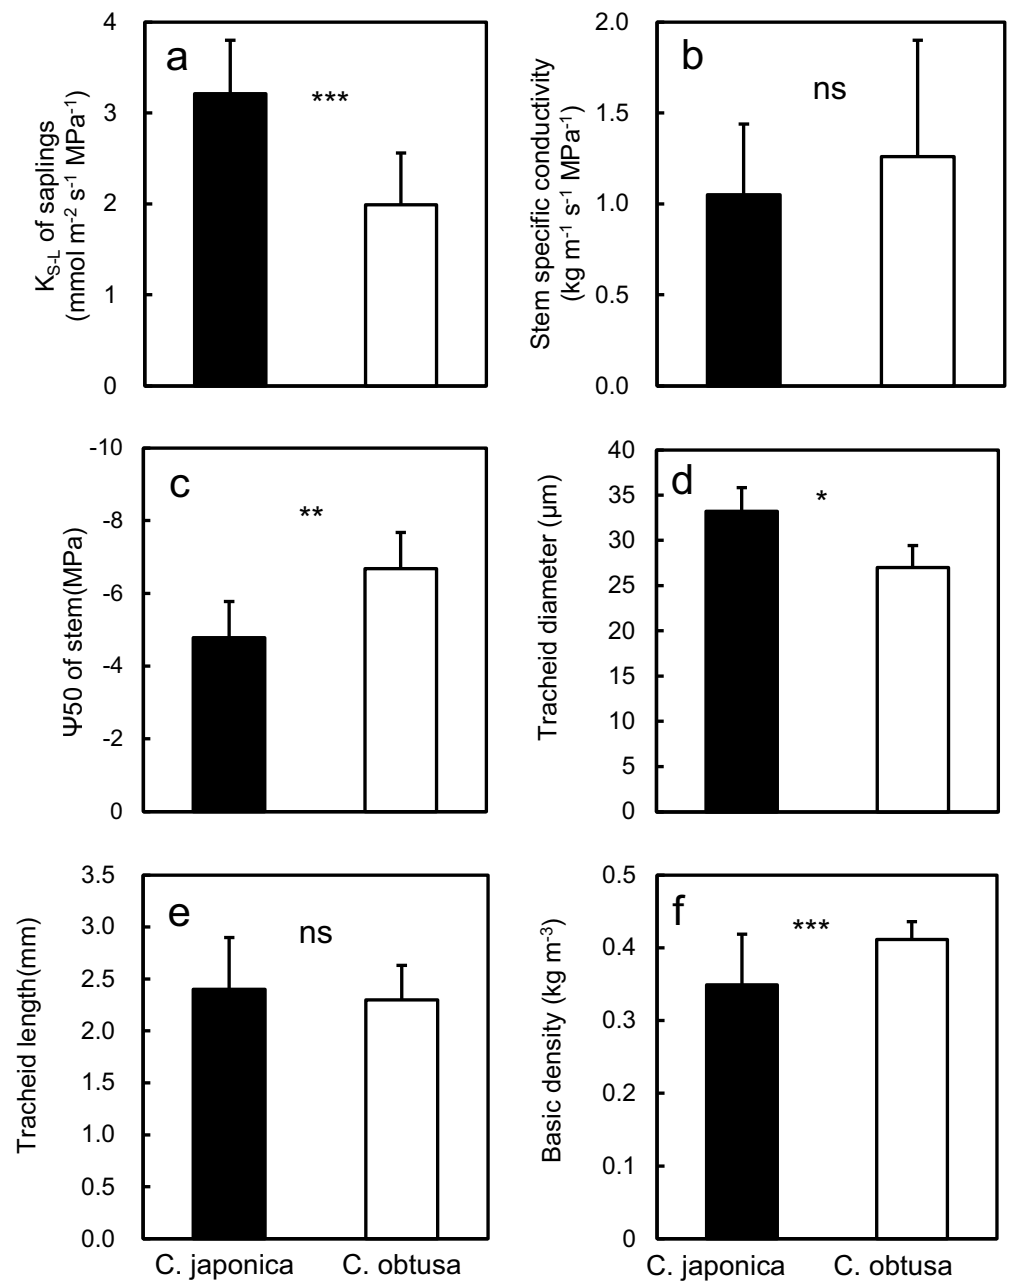 a
K_S-L of saplings
(mmol m⁻² s⁻¹ MPa⁻¹)
4
3
2
1
0
***
b
Stem specific conductivity
(kg m⁻¹ s⁻¹ MPa⁻¹)
2.0
1.5
1.0
0.5
0.0
ns
c
Ψ50 of stem(MPa)
-10
-8
-6
-4
-2
0
**
d
Tracheid diameter (μm)
40
35
30
25
20
15
10
5
0
*
e
Tracheid length(mm)
3.5
3.0
2.5
2.0
1.5
1.0
0.5
0.0
ns
C. japonica C. obtusa
f
Basic density (kg m⁻³)
0.5
0.4
0.3
0.2
0.1
0
***
C. japonica C. obtusa